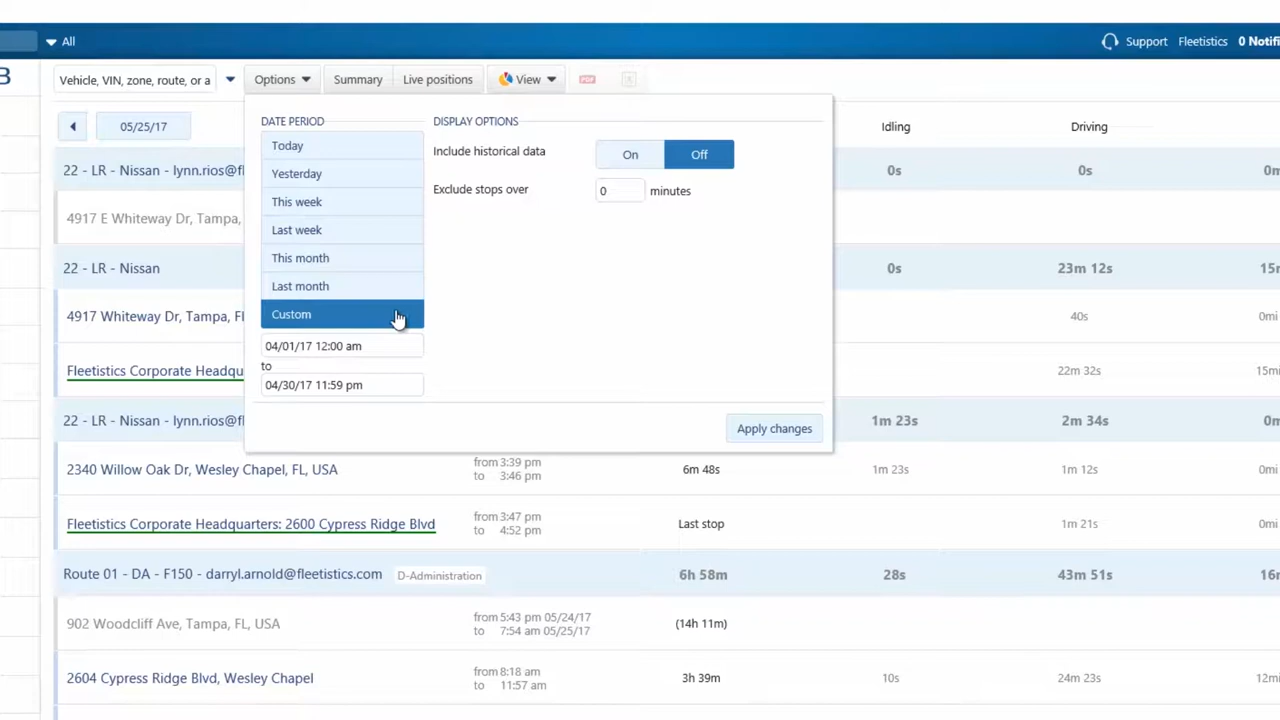 All
Support Fleetistics 0 Notifi
B
Vehicle, VIN, zone, route, or a
Options Summary Live positions View PDF X
05/25/17
DATE PERIOD
Today
Yesterday
This week
Last week
This month
Last month
Custom
04/01/17 12:00 am
to
04/30/17 11:59 pm
DISPLAY OPTIONS
Include historical data On Off
Exclude stops over 0 minutes
Apply changes
Idling Driving
22 - LR - Nissan - lynn.rios@fl 0s 0s 0m
4917 E Whiteway Dr, Tampa,
22 - LR - Nissan 0s 23m 12s 15m
4917 Whiteway Dr, Tampa, Fl 40s 0mi
Fleetistics Corporate Headqu 22m 32s 15mi
22 - LR - Nissan - lynn.rios@fl 1m 23s 2m 34s 0m
2340 Willow Oak Dr, Wesley Chapel, FL, USA from 3:39 pm 6m 48s 1m 23s 1m 12s 0mi
to 3:46 pm
Fleetistics Corporate Headquarters: 2600 Cypress Ridge Blvd from 3:47 pm Last stop 1m 21s 0mi
to 4:52 pm
Route 01 - DA - F150 - darryl.arnold@fleetistics.com D-Administration 6h 58m 28s 43m 51s 16m
902 Woodcliff Ave, Tampa, FL, USA from 5:43 pm 05/24/17 (14h 11m)
to 7:54 am 05/25/17
2604 Cypress Ridge Blvd, Wesley Chapel from 8:18 am 3h 39m 10s 24m 23s 12mi
to 11:57 am